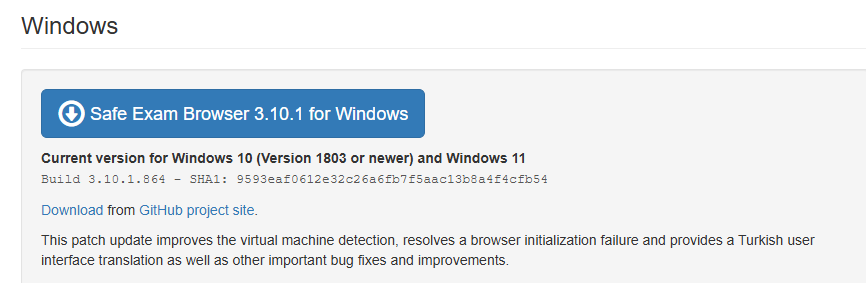 Windows
Safe Exam Browser 3.10.1 for Windows
Current version for Windows 10 (Version 1803 or newer) and Windows 11
Build 3.10.1.864 - SHA1: 9593eaf0612e32c26a6fb7f5aac13b8a4f4cfb54
Download from GitHub project site.
This patch update improves the virtual machine detection, resolves a browser initialization failure and provides a Turkish user
interface translation as well as other important bug fixes and improvements.